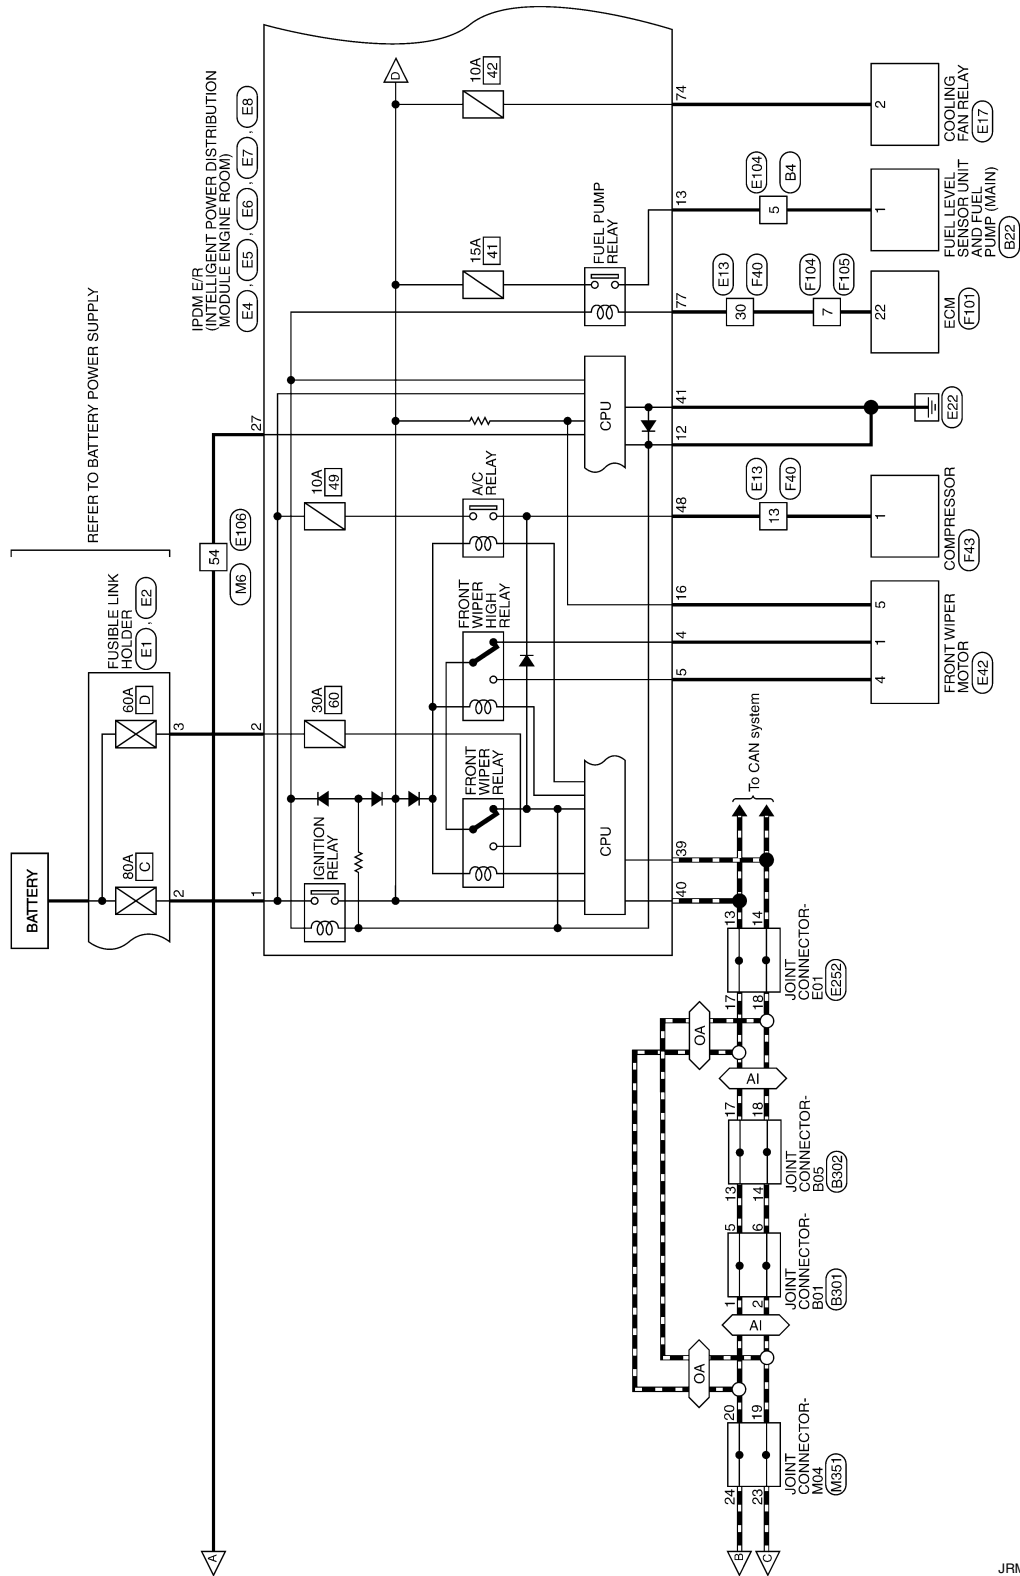 REFER TO BATTERY POWER SUPPLY
BATTERY
FUSIBLE LINK
HOLDER
E1 , E2
80A
C
60A
D
2
3
A
54
M6
E106
IPDM E/R
(INTELLIGENT POWER DISTRIBUTION
MODULE ENGINE ROOM)
E4 , E5 , E6 , E7 , E8
1
2
27
IGNITION
RELAY
30A
60
10A
49
D
FRONT
WIPER
RELAY
FRONT
WIPER
HIGH
RELAY
A/C
RELAY
15A
41
10A
42
CPU
CPU
FUEL PUMP
RELAY
40
39
5
4
16
48
12
41
77
13
74
To CAN system
13
E13
F40
30
E13
F40
7
F104
F105
5
E104
B4
4
1
5
FRONT WIPER
MOTOR
E42
1
COMPRESSOR
F43
E22
22
ECM
F101
1
FUEL LEVEL
SENSOR UNIT
AND FUEL
PUMP (MAIN)
B22
2
COOLING
FAN RELAY
E17
B
C
24
23
20
19
JOINT
CONNECTOR-
M04
M351
OA
AI
1
2
5
6
JOINT
CONNECTOR-
B01
B301
13
14
17
18
JOINT
CONNECTOR-
B05
B302
AI
OA
17
18
13
14
JOINT
CONNECTOR-
E01
E252